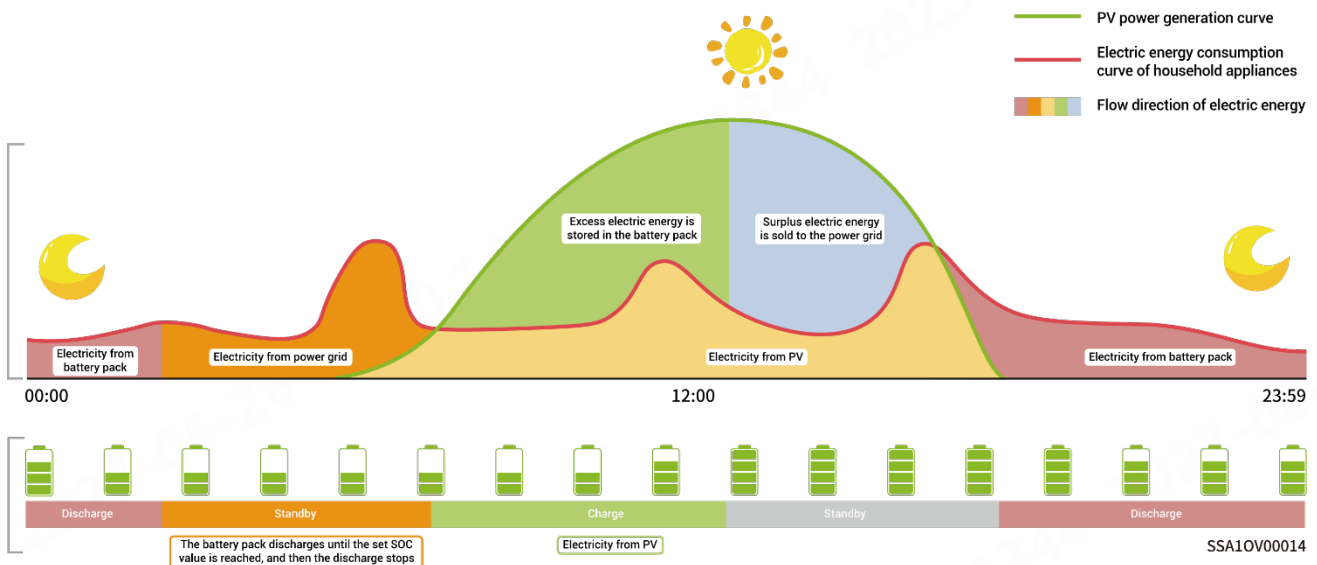 PV power generation curve
Electric energy consumption
curve of household appliances
Flow direction of electric energy
Excess electric energy is
stored in the battery pack
Surplus electric energy
is sold to the power grid
Electricity from
battery pack
Electricity from power grid
Electricity from PV
Electricity from battery pack
00:00
12:00
23:59
Discharge
Standby
Charge
Standby
Discharge
The battery pack discharges until the set SOC
value is reached, and then the discharge stops
Electricity from PV
SSA1OV00014